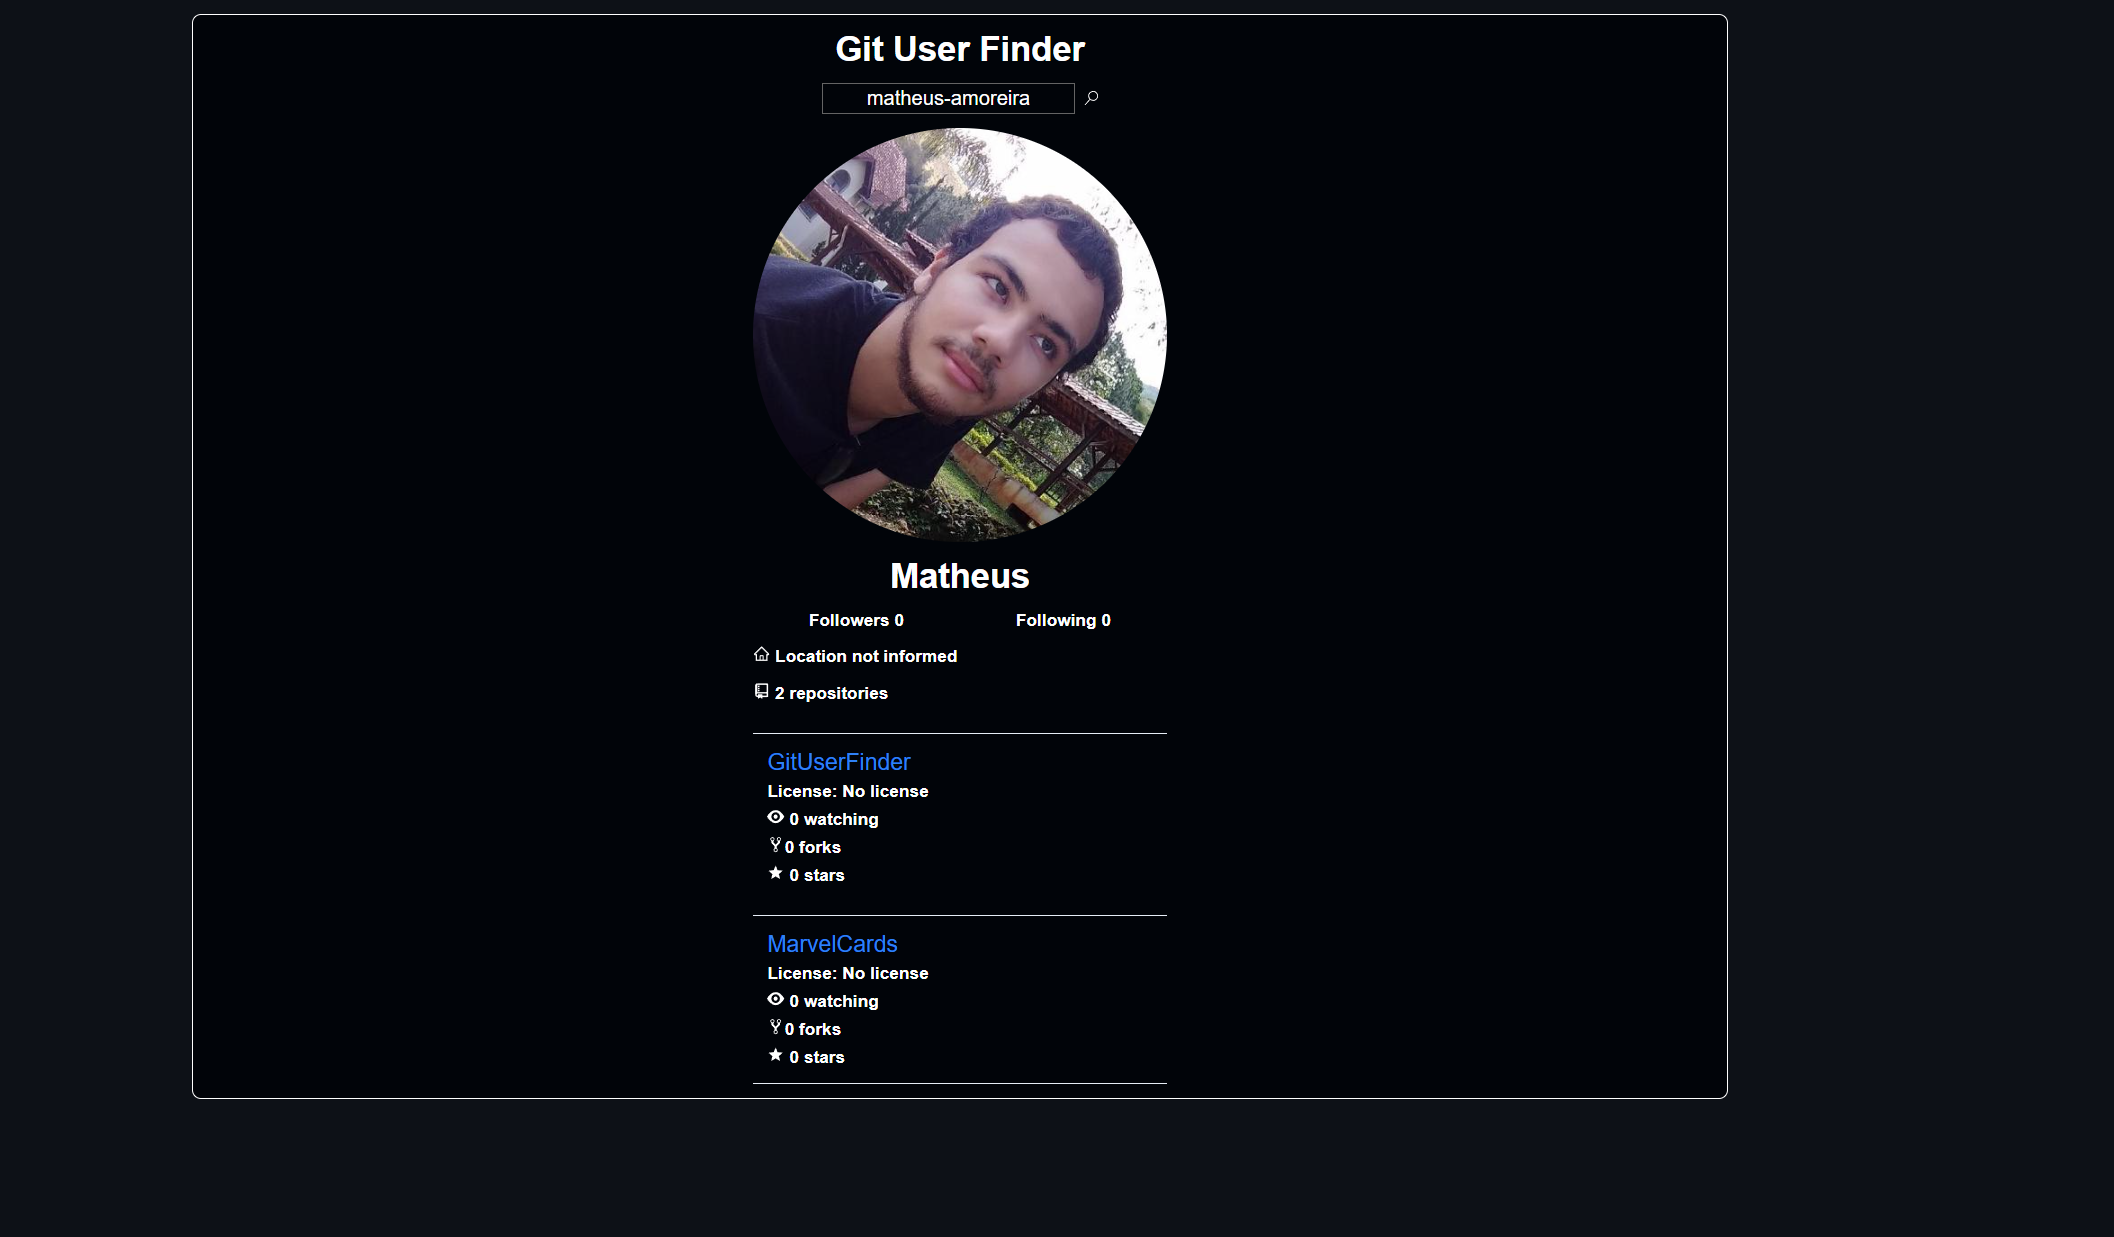 Git User Finder
matheus-amoreira
Matheus
Followers 0 Following 0
Location not informed
2 repositories
GitUserFinder
License: No license
0 watching
0 forks
0 stars
MarvelCards
License: No license
0 watching
0 forks
0 stars